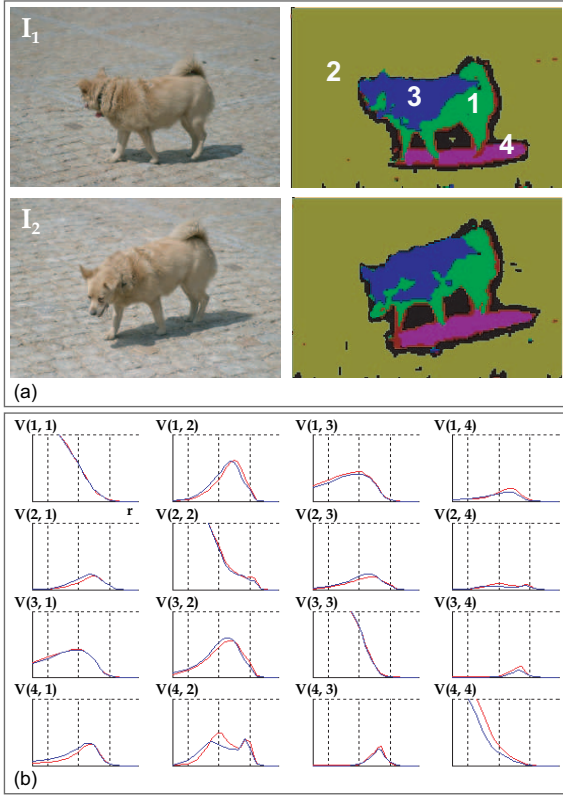 I1
2
3
1
4
I2
(a)
V(1, 1)
V(1, 2)
V(1, 3)
V(1, 4)
r
V(2, 1)
V(2, 2)
V(2, 3)
V(2, 4)
V(3, 1)
V(3, 2)
V(3, 3)
V(3, 4)
V(4, 1)
V(4, 2)
V(4, 3)
V(4, 4)
(b)